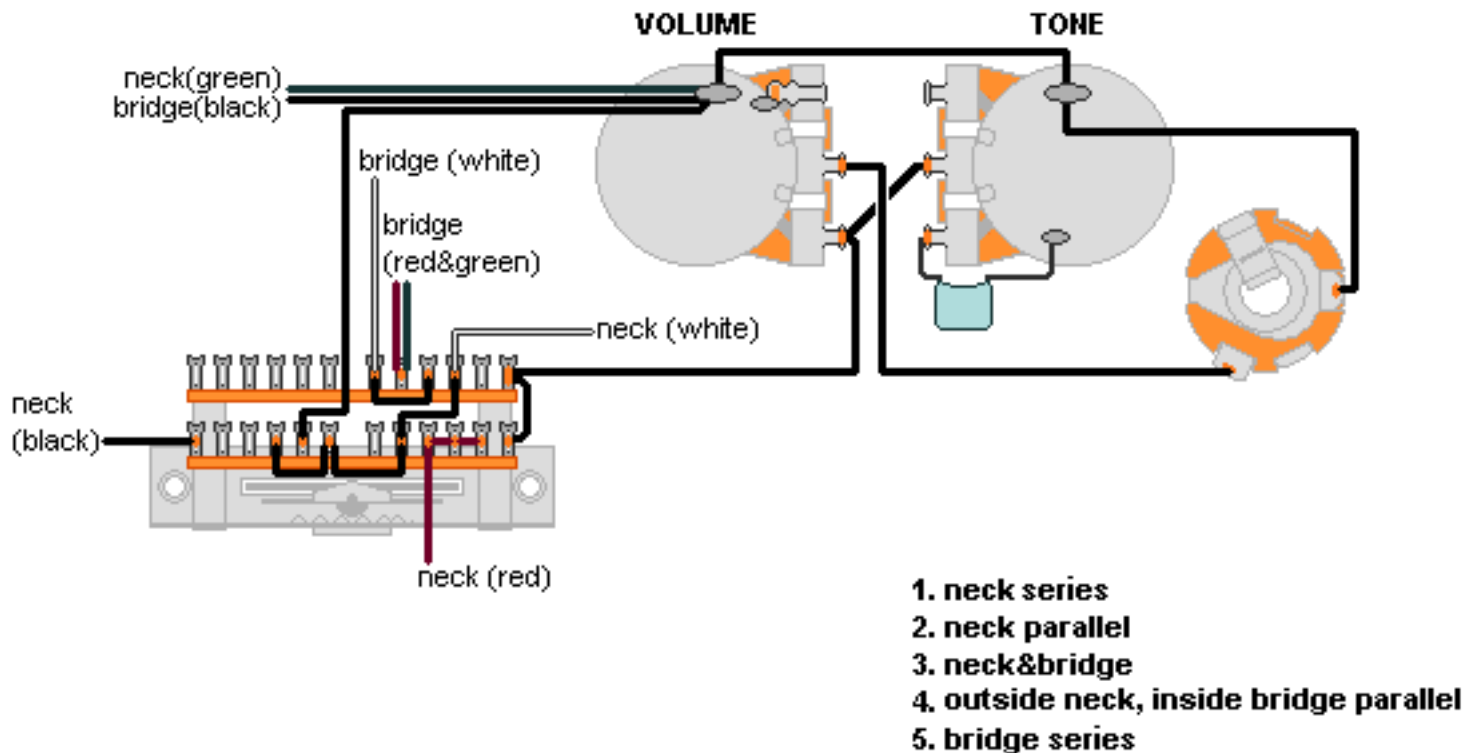 VOLUME
TONE
neck(green)
bridge(black)
bridge (white)
bridge
(red&green)
neck (white)
neck
(black)
neck (red)
1. neck series
2. neck parallel
3. neck&bridge
4. outside neck, inside bridge parallel
5. bridge series